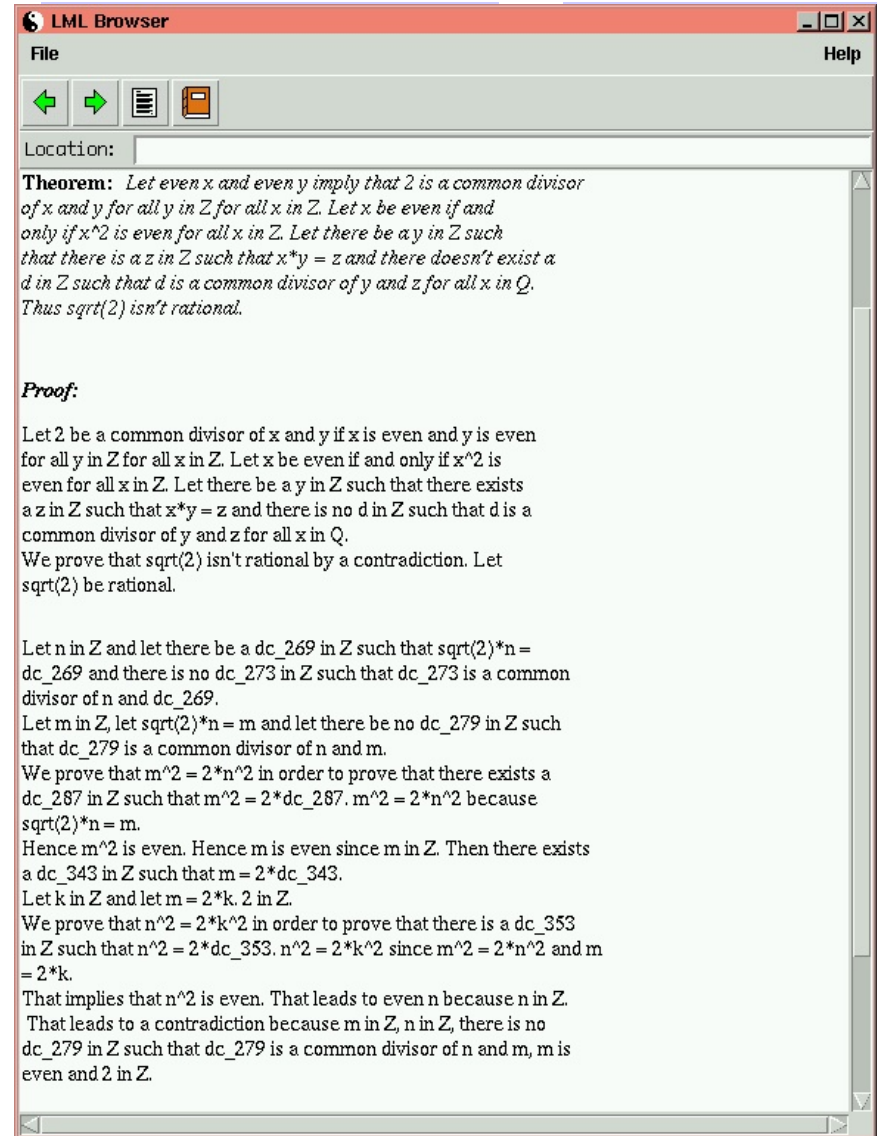 LML Browser
File Help
Location:
Theorem: Let even x and even y imply that 2 is a common divisor
of x and y for all y in Z for all x in Z. Let x be even if and
only if x^2 is even for all x in Z. Let there be a y in Z such
that there is a z in Z such that x*y = z and there doesn't exist a
d in Z such that d is a common divisor of y and z for all x in Q.
Thus sqrt(2) isn't rational.
Proof:
Let 2 be a common divisor of x and y if x is even and y is even
for all y in Z for all x in Z. Let x be even if and only if x^2 is
even for all x in Z. Let there be a y in Z such that there exists
a z in Z such that x*y = z and there is no d in Z such that d is a
common divisor of y and z for all x in Q.
We prove that sqrt(2) isn't rational by a contradiction. Let
sqrt(2) be rational.
Let n in Z and let there be a dc_269 in Z such that sqrt(2)*n =
dc_269 and there is no dc_273 in Z such that dc_273 is a common
divisor of n and dc_269.
Let m in Z, let sqrt(2)*n = m and let there be no dc_279 in Z such
that dc_279 is a common divisor of n and m.
We prove that m^2 = 2*n^2 in order to prove that there exists a
dc_287 in Z such that m^2 = 2*dc_287. m^2 = 2*n^2 because
sqrt(2)*n = m.
Hence m^2 is even. Hence m is even since m in Z. Then there exists
a dc_343 in Z such that m = 2*dc_343.
Let k in Z and let m = 2*k. 2 in Z.
We prove that n^2 = 2*k^2 in order to prove that there is a dc_353
in Z such that n^2 = 2*dc_353. n^2 = 2*k^2 since m^2 = 2*n^2 and m
= 2*k.
That implies that n^2 is even. That leads to even n because n in Z.
That leads to a contradiction because m in Z, n in Z, there is no
dc_279 in Z such that dc_279 is a common divisor of n and m, m is
even and 2 in Z.